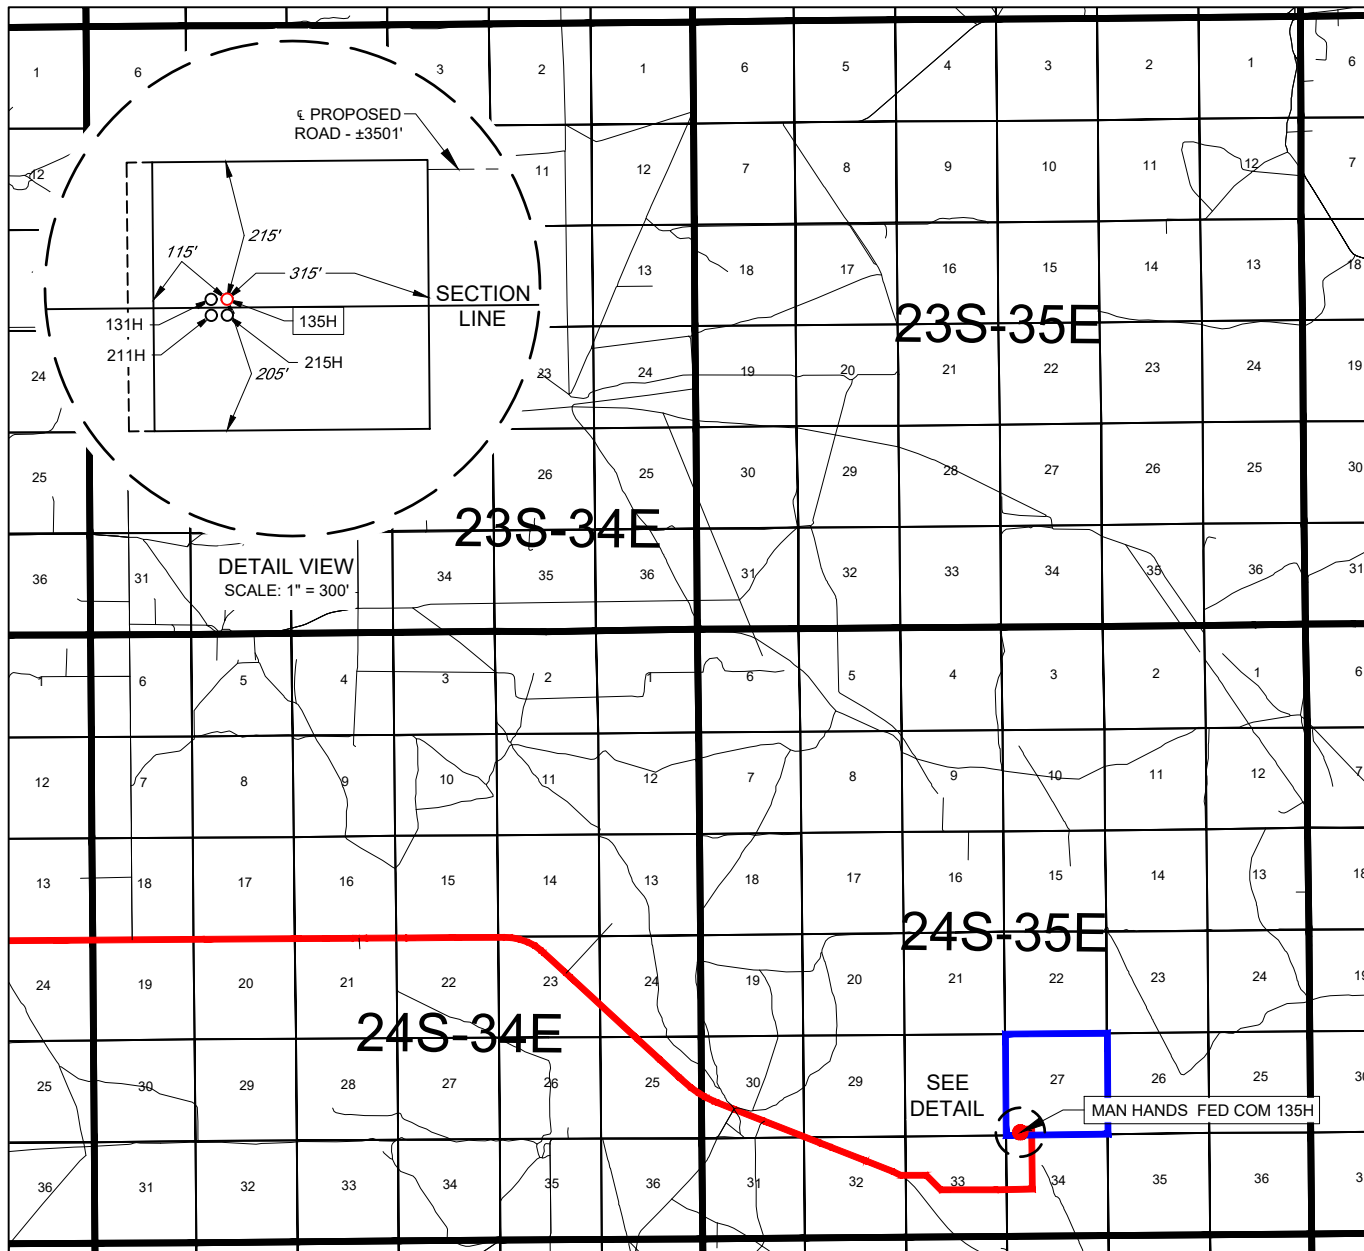 1 6 3 2 1 6 5 4 3 2 1 6
℄ PROPOSED
ROAD - ±3501'
12 11 12 7 8 9 10 11 12 7
215'
115'
315'
13 18 17 16 15 14 13 18
SECTION
LINE
131H 135H
211H 215H
205'
23S-35E
24 23 24 19 20 21 22 23 24 19
25 26 25 30 29 28 27 26 25 30
23S-34E
DETAIL VIEW
SCALE: 1" = 300'
36 31 34 35 36 31 32 33 34 35 36 31
1 6 5 4 3 2 1 6 5 4 3 2 1 6
12 7 8 9 10 11 12 7 8 9 10 11 12 7
13 18 17 16 15 14 13 18 17 16 15 14 13 18
24S-35E
24 19 20 21 22 23 24 19 20 21 22 23 24 19
24S-34E
25 30 29 28 27 26 25 30 29 27 26 25 30
SEE
DETAIL
MAN HANDS FED COM 135H
36 31 32 33 34 35 36 31 32 33 34 35 36 3